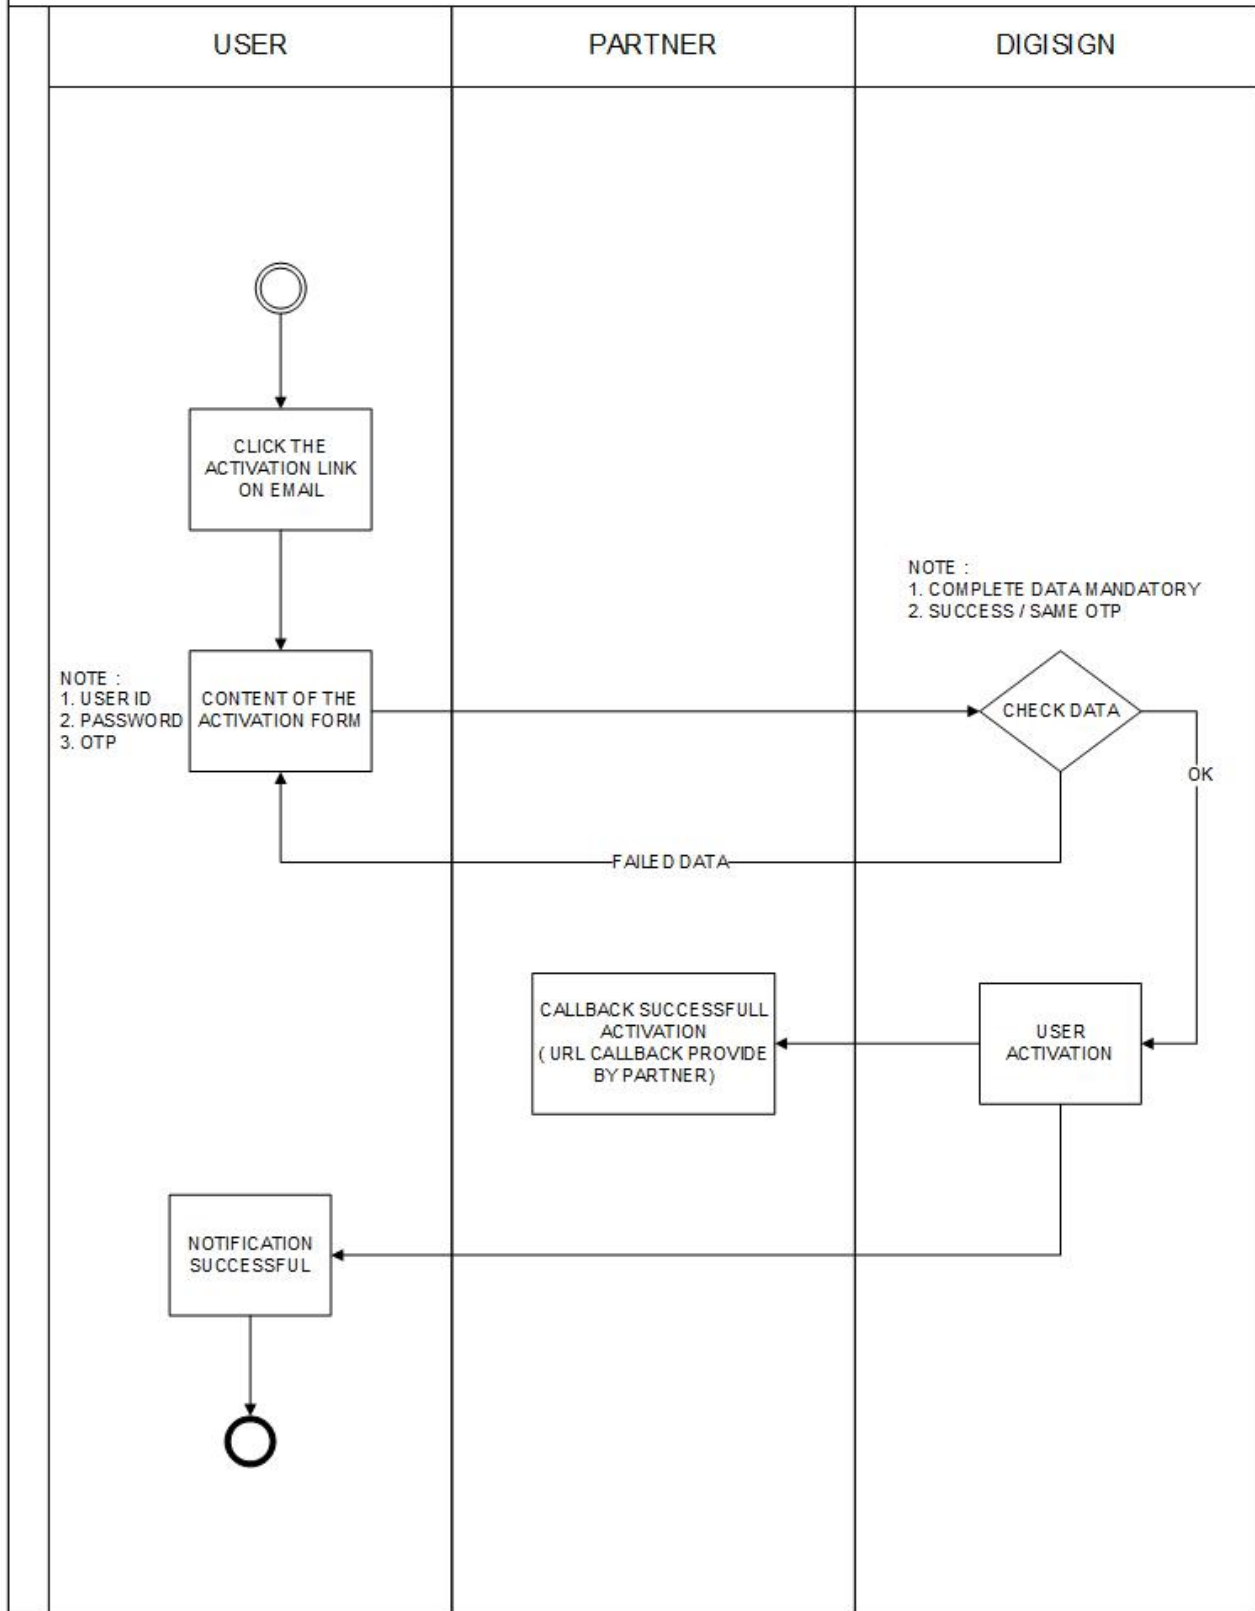 USER
PARTNER
DIGISIGN
CLICK THE
ACTIVATION LINK
ON EMAIL
NOTE :
1. COMPLETE DATA MANDATORY
2. SUCCESS / SAME OTP
NOTE :
1. USER ID
2. PASSWORD
3. OTP
CONTENT OF THE
ACTIVATION FORM
CHECK DATA
OK
FAILED DATA
CALLBACK SUCCESSFULL
ACTIVATION
( URL CALLBACK PROVIDE
BY PARTNER)
USER
ACTIVATION
NOTIFICATION
SUCCESSFUL